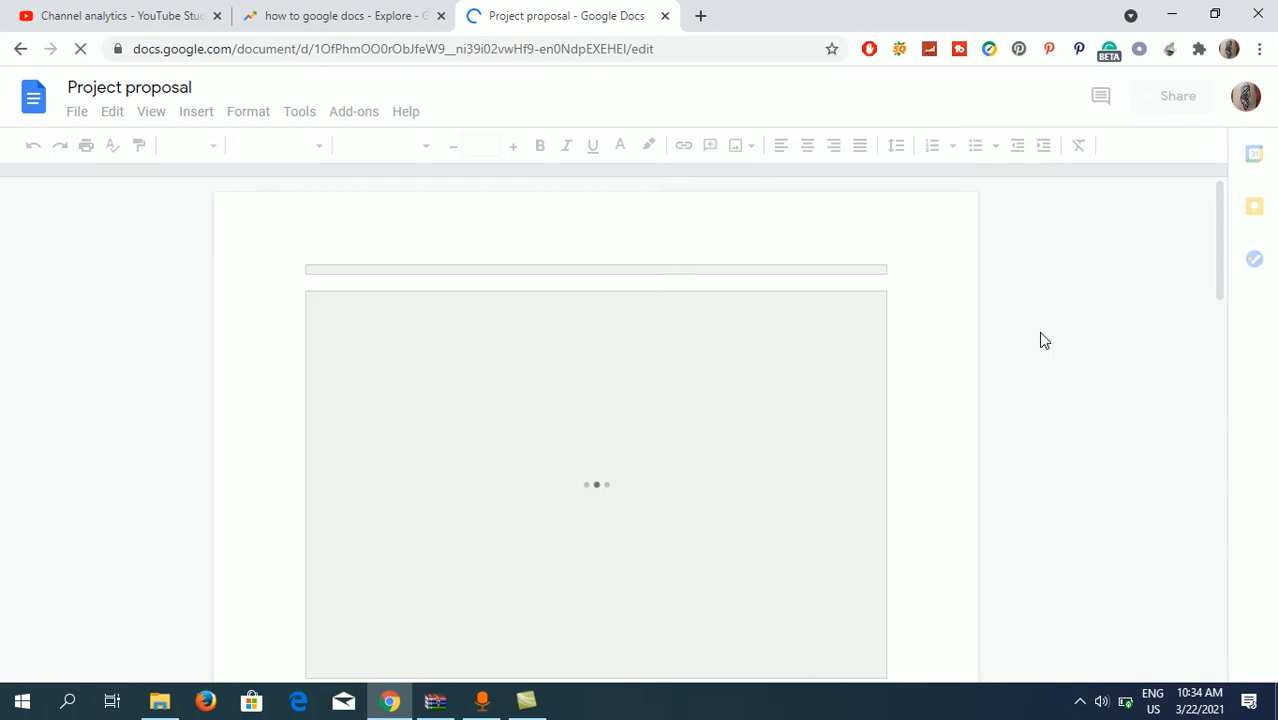 Channel analytics - YouTube Stu
how to google docs - Explore - G
Project proposal - Google Docs
docs.google.com/document/d/1OfPhmOO0rObJfeW9__ni39i02vwHf9-en0NdpEXEHEI/edit
BETA
Project proposal
File Edit View Insert Format Tools Add-ons Help
Share
B I U A
31
ENG
US
10:34 AM
3/22/2021